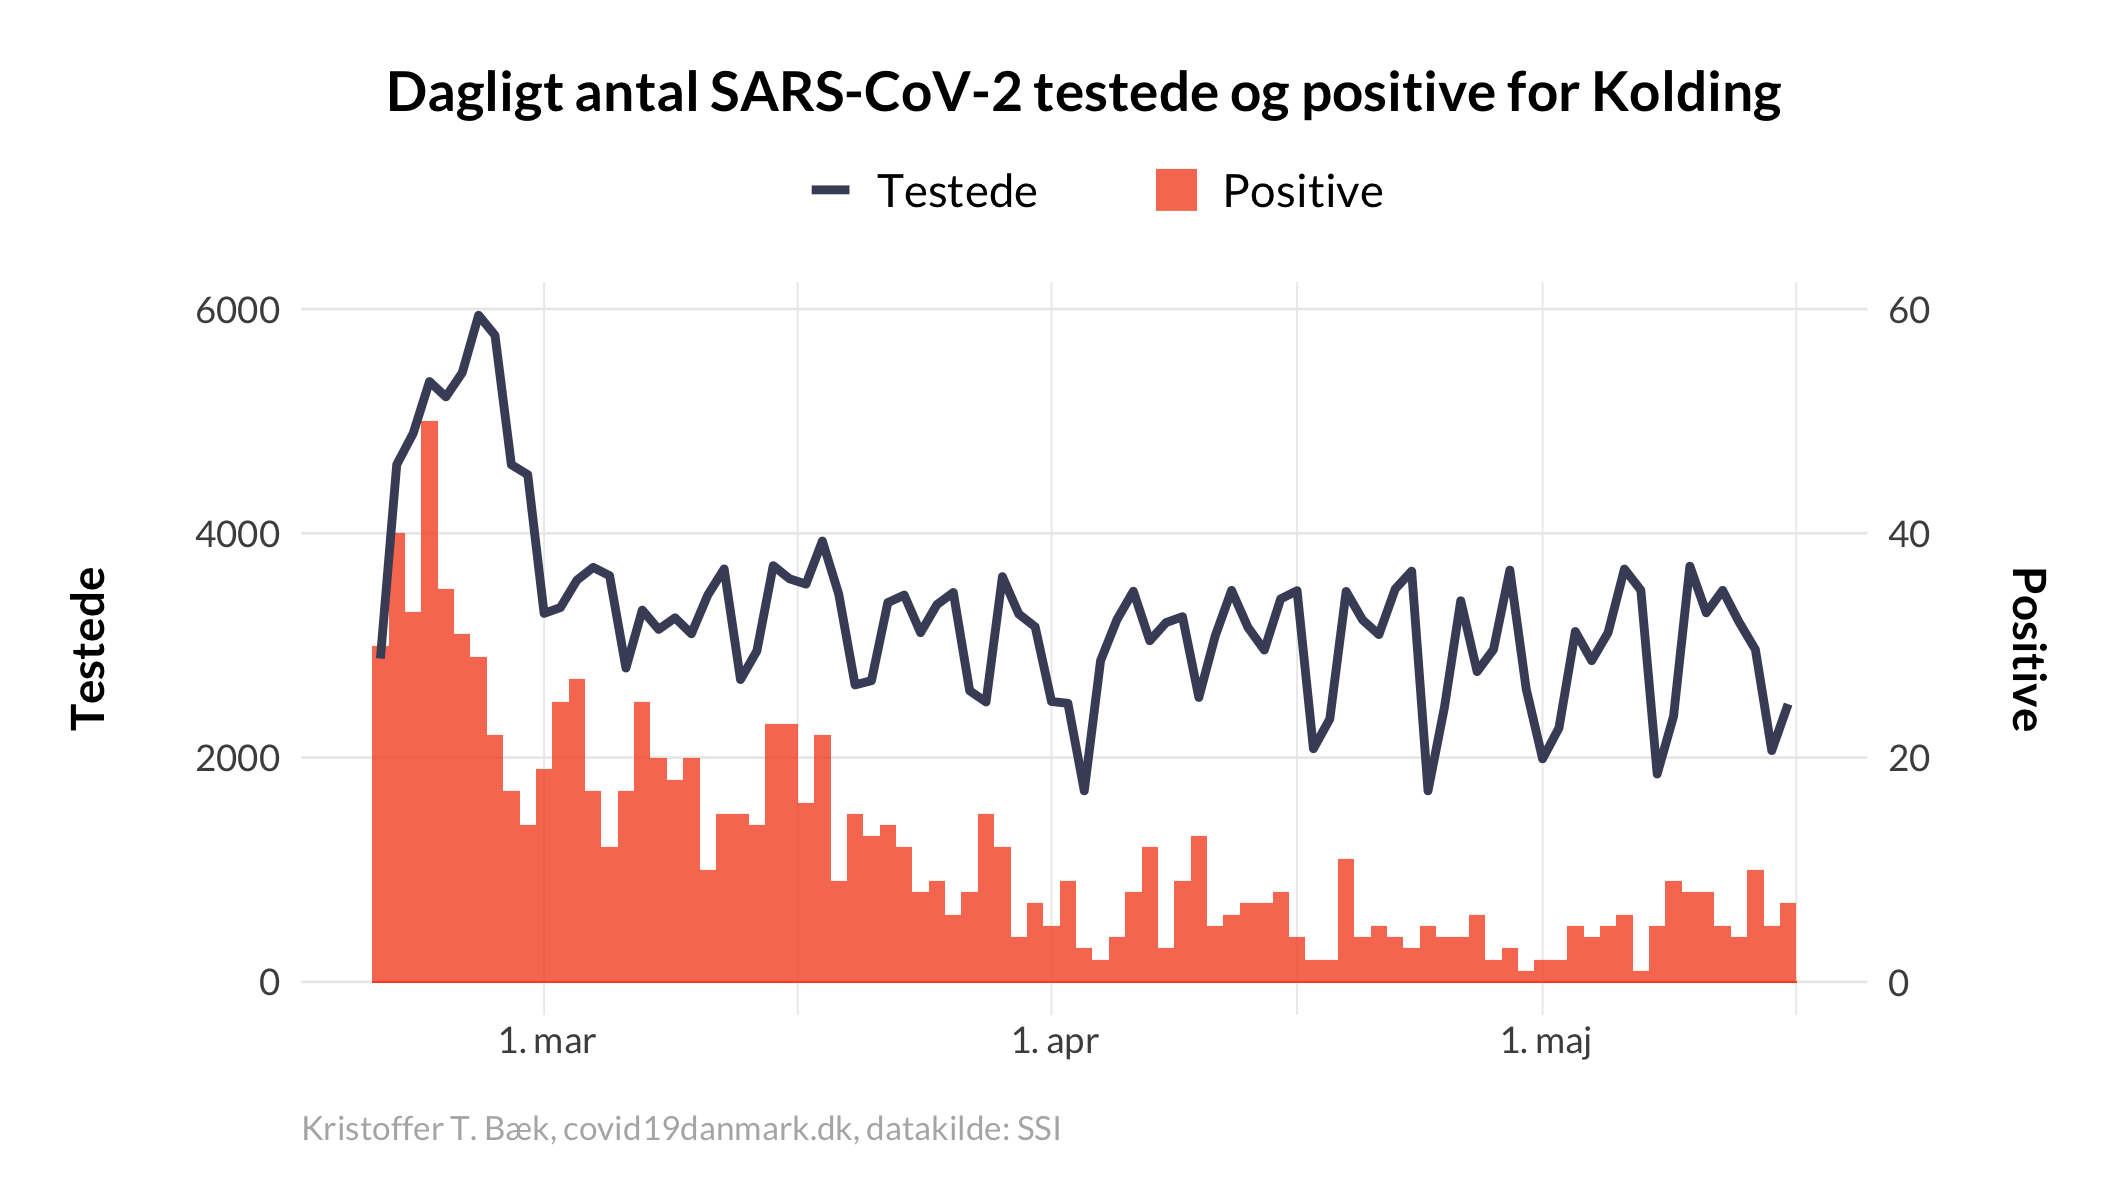 Dagligt antal SARS-CoV-2 testede og positive for Kolding
Testede
Positive
6000
4000
2000
0
60
40
20
0
Testede
Positive
1. mar
1. apr
1. maj
Kristoffer T. Bæk, covid19danmark.dk, datakilde: SSI